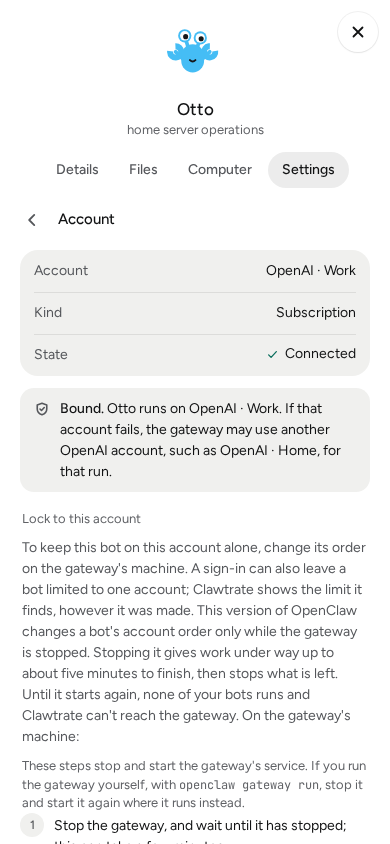 Otto
home server operations
Details Files Computer Settings
Account
Account OpenAI · Work
Kind Subscription
State Connected
Bound. Otto runs on OpenAI · Work. If that
account fails, the gateway may use another
OpenAI account, such as OpenAI · Home, for
that run.
Lock to this account
To keep this bot on this account alone, change its order
on the gateway's machine. A sign-in can also leave a
bot limited to one account; Clawtrate shows the limit it
finds, however it was made. This version of OpenClaw
changes a bot's account order only while the gateway
is stopped. Stopping it gives work under way up to
about five minutes to finish, then stops what is left.
Until it starts again, none of your bots runs and
Clawtrate can't reach the gateway. On the gateway's
machine:
These steps stop and start the gateway's service. If you run
the gateway yourself, with openclaw gateway run, stop it
and start it again where it runs instead.
1 Stop the gateway, and wait until it has stopped;